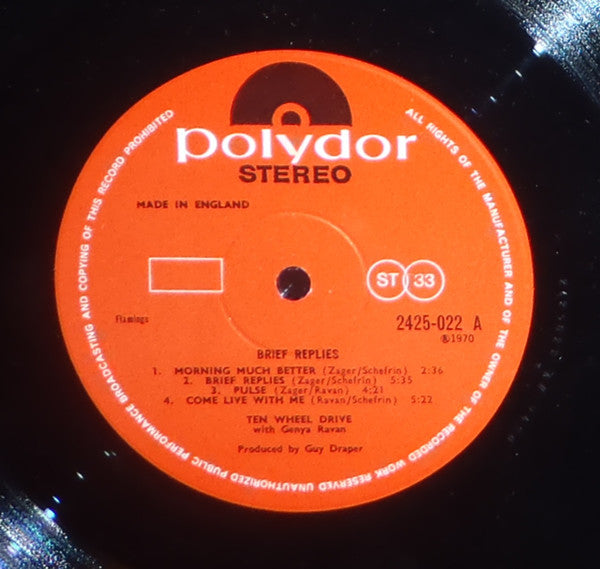 ALL RIGHTS OF THE MANUFACTURER AND OF THE OWNER OF THE RECORDED WORK RESERVED UNAUTHORIZED PUBLIC PERFORMANCE BROADCASTING AND COPYING OF THIS RECORD PROHIBITED
polydor
STEREO
MADE IN ENGLAND
ST 33
Flamingo
2425-022 A
℗1970
BRIEF REPLIES
1. MORNING MUCH BETTER (Zager/Schefrin) 2:36
2. BRIEF REPLIES (Zager/Schefrin) 5:35
3. PULSE (Zager/Ravan) 4:21
4. COME LIVE WITH ME (Ravan/Schefrin) 5:22
TEN WHEEL DRIVE
with Genya Ravan
Produced by Guy Draper